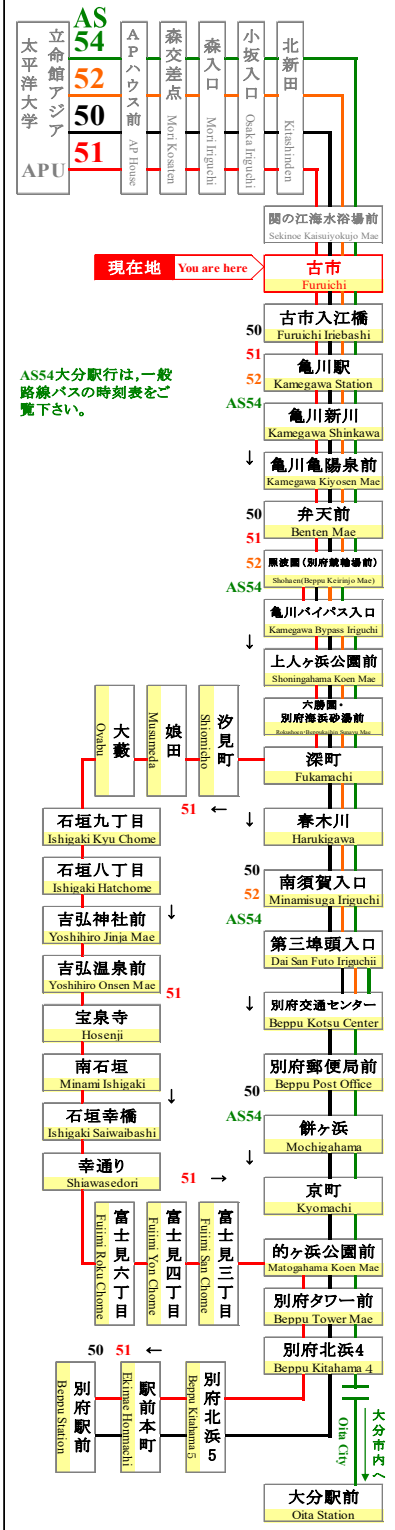 AS
54
52
50
51
立命館アジア
太平洋大学
APU
APハウス前
AP House
森交差点
Mori Kosaten
森入口
Mori Iriguchi
小坂入口
Osaka Iriguchi
北新田
Kitashinden
関の江海水浴場前
Sekinoe Kaisuiyokujo Mae
現在地
You are here
古市
Furuichi
古市入江橋
Furuichi Iriebashi
50
51
52
AS54
亀川駅
Kamegawa Station
AS54大分駅行は,一般
路線バスの時刻表をご
覧下さい。
亀川新川
Kamegawa Shinkawa
↓
亀川亀陽泉前
Kamegawa Kiyosen Mae
50
51
52
AS54
弁天前
Benten Mae
照波園(別府競輪場前)
Shohaen(Beppu Keirinjo Mae)
亀川バイパス入口
Kamegawa Bypass Iriguchi
↓
上人ヶ浜公園前
Shoningahama Koen Mae
六勝園・
別府海浜砂湯前
深町
Fukamachi
汐見町
Shiomicho
娘田
Musumeda
大藪
Oyabu
51 ←
石垣九丁目
Ishigaki Kyu Chome
石垣八丁目
Ishigaki Hatchome
↓
吉弘神社前
Yoshihiro Jinja Mae
吉弘温泉前
Yoshihiro Onsen Mae
51
宝泉寺
Hosenji
南石垣
Minami Ishigaki
↓
石垣幸橋
Ishigaki Saiwaibashi
幸通り
Shiawasedori
51 →
富士見六丁目
Fujimi Roku Chome
富士見四丁目
Fujimi Yon Chome
富士見三丁目
Fujimi San Chome
↓
春木川
Harukigawa
50
52
AS54
南須賀入口
Minamisuga Iriguchi
第三埠頭入口
Dai San Futo Iriguchii
↓
別府交通センター
Beppu Kotsu Center
別府郵便局前
Beppu Post Office
50
AS54
餅ヶ浜
Mochigahama
↓
京町
Kyomachi
的ヶ浜公園前
Matogahama Koen Mae
別府タワー前
Beppu Tower Mae
別府北浜4
Beppu Kitahama 4
50 51 ←
別府北浜5
Beppu Kitahama 5
駅前本町
Ekimae Honmachi
別府駅前
Beppu Station
大分市内へ
Oita City
大分駅前
Oita Station